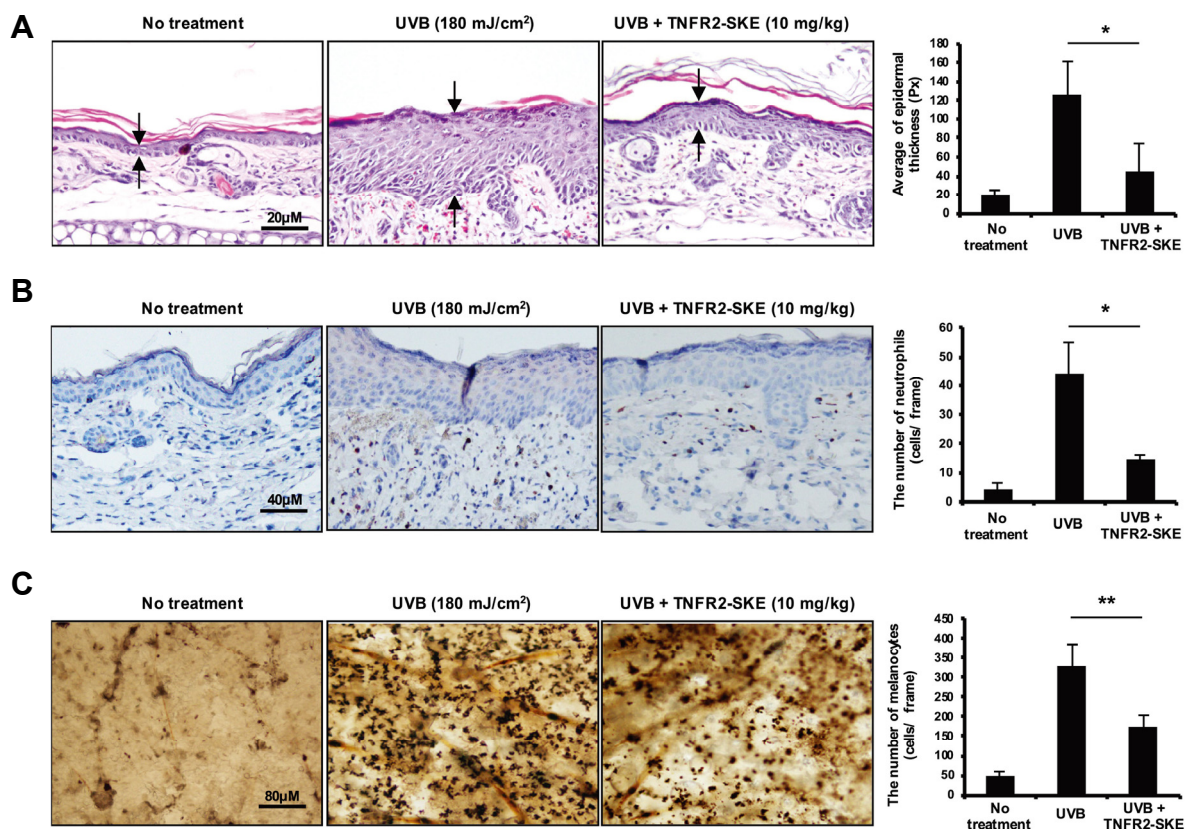 A
No treatment
UVB (180 mJ/cm²)
UVB + TNFR2-SKE (10 mg/kg)
20µM
Average of epidermal
thickness (Px)
180
160
140
120
100
80
60
40
20
0
*
No
treatment
UVB
UVB +
TNFR2-SKE
B
No treatment
UVB (180 mJ/cm²)
UVB + TNFR2-SKE (10 mg/kg)
40µM
The number of neutrophils
(cells/ frame)
60
50
40
30
20
10
0
*
No
treatment
UVB
UVB +
TNFR2-SKE
C
No treatment
UVB (180 mJ/cm²)
UVB + TNFR2-SKE (10 mg/kg)
80µM
The number of melanocytes
(cells/ frame)
450
400
350
300
250
200
150
100
50
0
**
No
treatment
UVB
UVB +
TNFR2-SKE